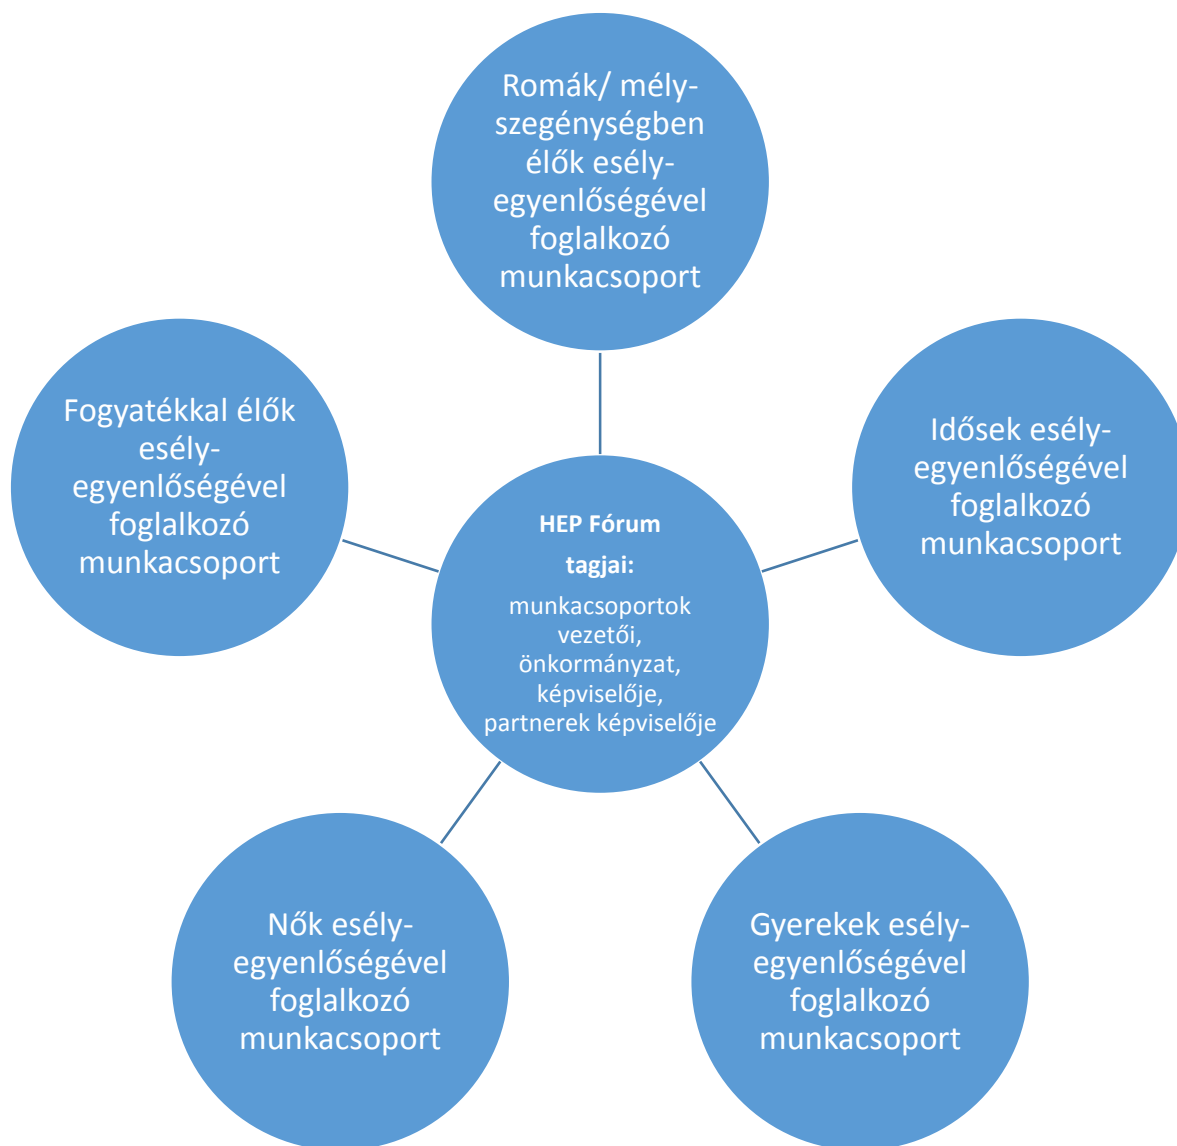 Romák/ mély-
szegénységben
élők esély-
egyenlőségével
foglalkozó
munkacsoport
Fogyatékkal élők
esély-
egyenlőségével
foglalkozó
munkacsoport
Idősek esély-
egyenlőségével
foglalkozó
munkacsoport
HEP Fórum
tagjai:
munkacsoportok
vezetői,
önkormányzat,
képviselője,
partnerek képviselője
Nők esély-
egyenlőségével
foglalkozó
munkacsoport
Gyerekek esély-
egyenlőségével
foglalkozó
munkacsoport